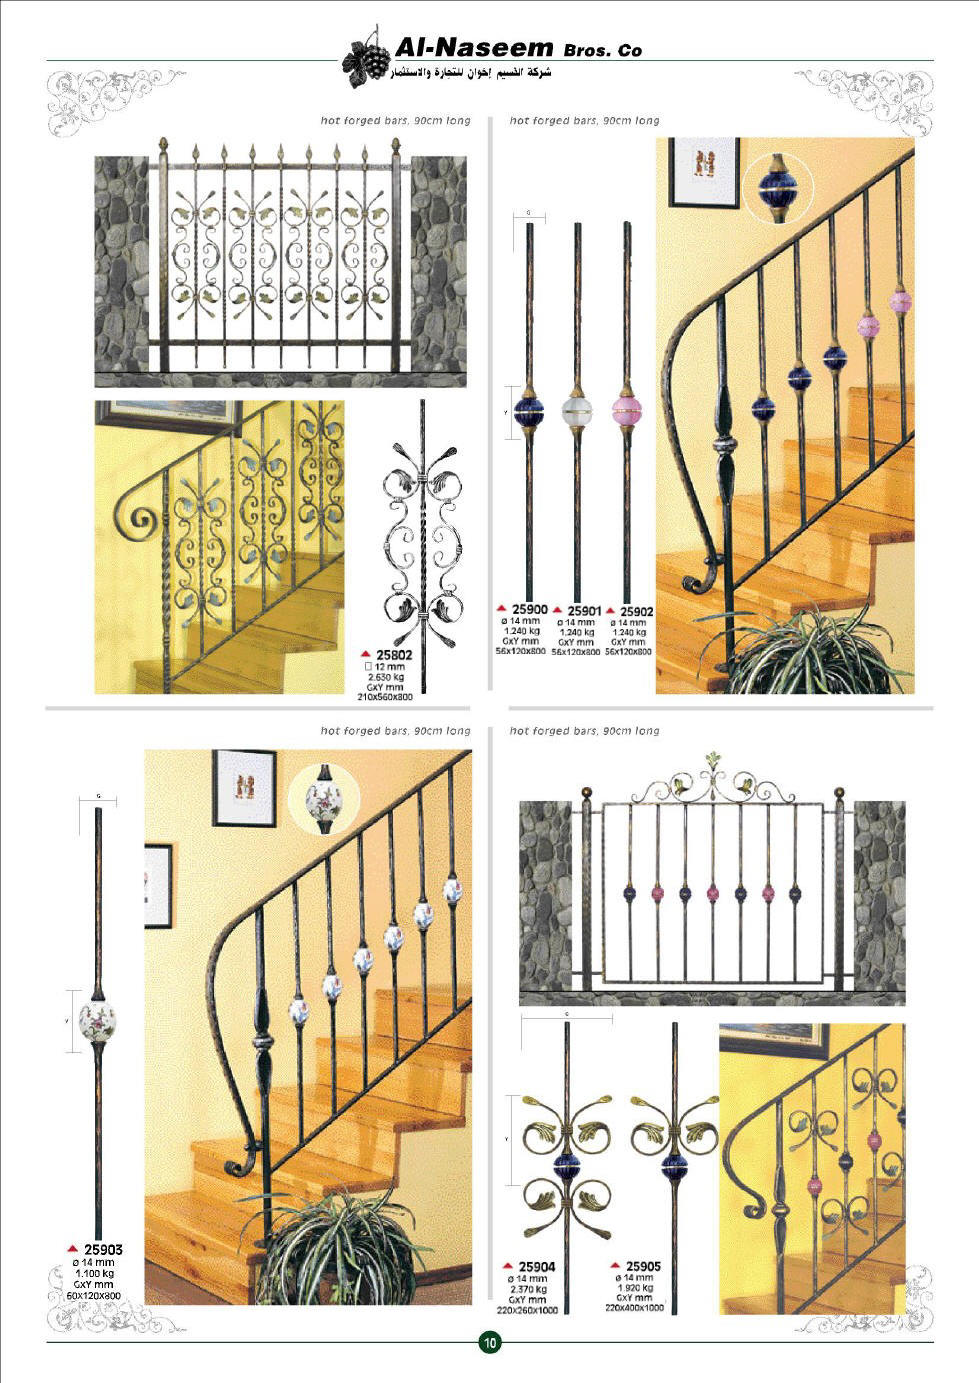 Al-Naseem Bros. Co
شركة النسيم إخوان للتجارة والاستثمار
hot forged bars, 90cm long
25802
□ 12 mm
2.630 kg
GxY mm
210x560x800
hot forged bars, 90cm long
G
Y
25900
ø 14 mm
1.240 kg
GxY mm
56x120x800
25901
ø 14 mm
1.240 kg
GxY mm
56x120x800
25902
ø 14 mm
1.240 kg
GxY mm
56x120x800
hot forged bars, 90cm long
G
Y
25903
ø 14 mm
1.100 kg
GxY mm
60x120x800
hot forged bars, 90cm long
G
Y
25904
ø 14 mm
2.370 kg
GxY mm
220x260x1000
25905
ø 14 mm
1.920 kg
GxY mm
220x400x1000
10